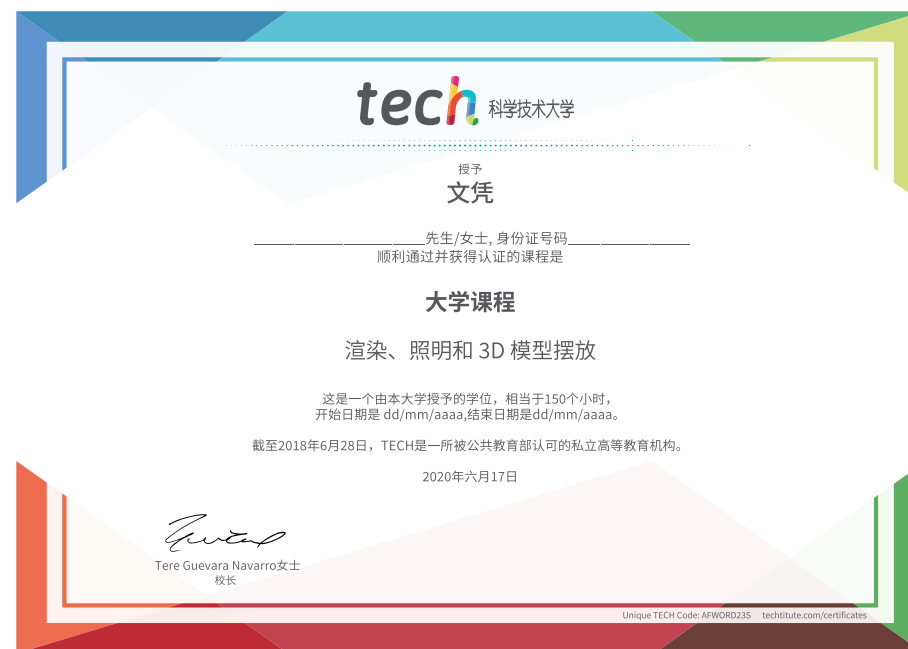 tech 科学技术大学
授予
文凭
______________________先生/女士, 身份证号码________________
顺利通过并获得认证的课程是
大学课程
渲染、照明和 3D 模型摆放
这是一个由本大学授予的学位，相当于150个小时，
开始日期是 dd/mm/aaaa,结束日期是dd/mm/aaaa。
截至2018年6月28日，TECH是一所被公共教育部认可的私立高等教育机构。
2020年六月17日
Tere Guevara Navarro女士
校长
Unique TECH Code: AFWORD23S techtitute.com/certificates